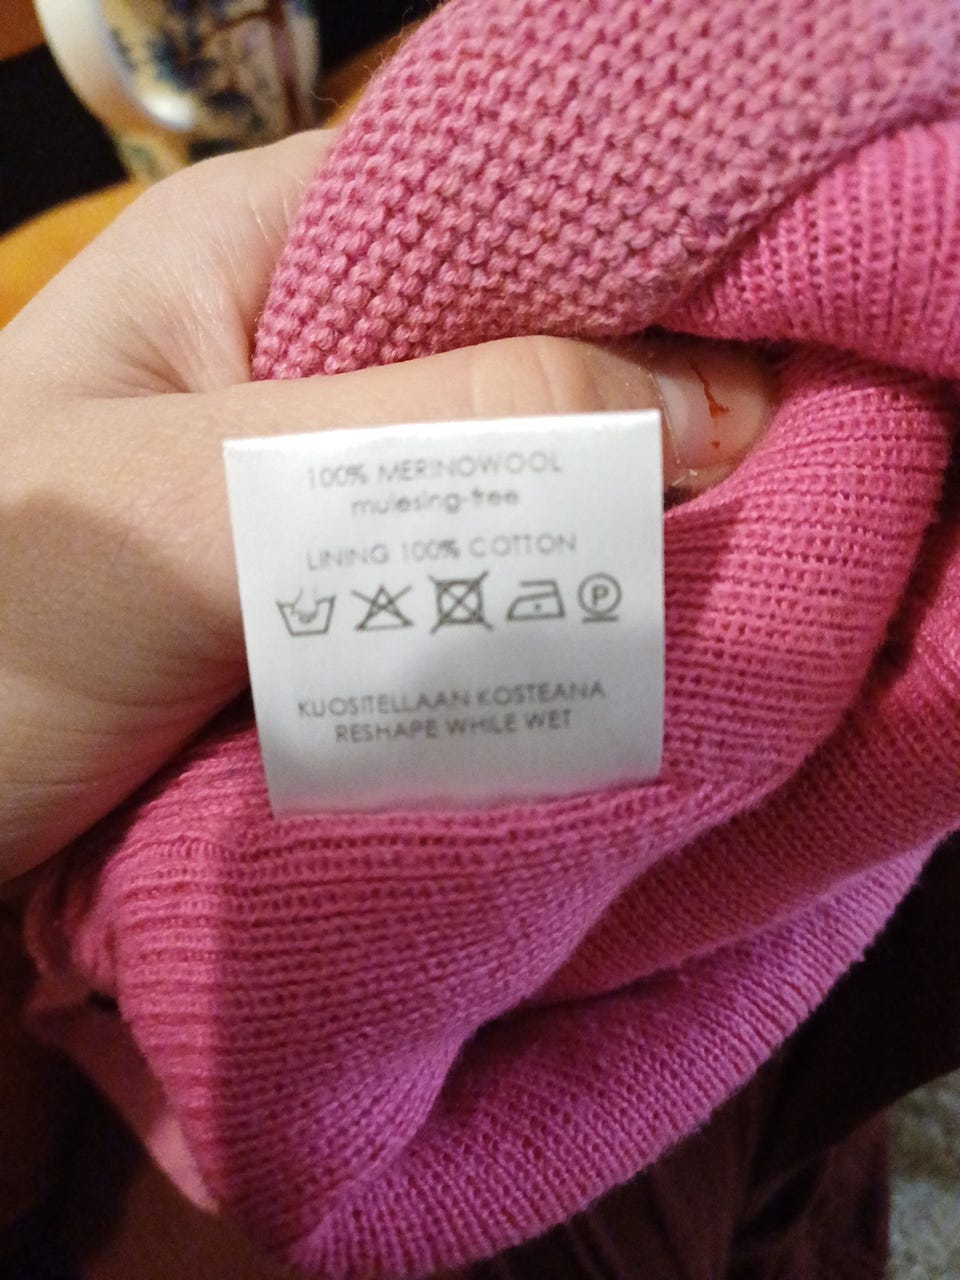 100% MERINOWOOL
mulesing-free
LINING 100% COTTON
P
KUOSITELLAAN KOSTEANA
RESHAPE WHILE WET